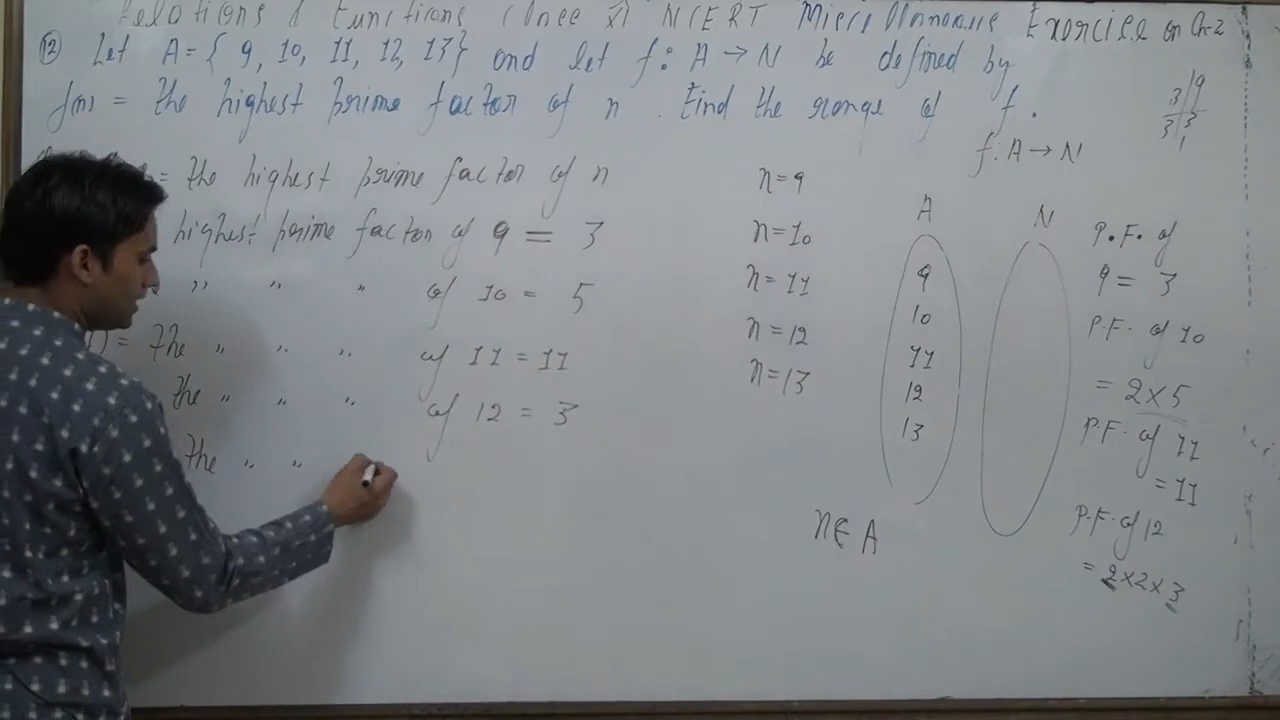 Relations & Functions Class XI NCERT Miscellaneous Exercise on Ch-2
(12) Let A = { 9, 10, 11, 12, 13} and let f: A → N be defined by
f(n) = the highest prime factor of n. Find the range of f.
3 | 9
3 | 3
1
f: A → N
= the highest prime factor of n
highest prime factor of 9 = 3
,, ,, ,, of 10 = 5
= the ,, ,, ,, of 11 = 11
the ,, ,, ,, of 12 = 3
the ,, ,,
n = 9
n = 10
n = 11
n = 12
n = 13
A
9
10
11
12
13
N
n ∈ A
P.F. of
9 = 3
P.F. of 10
= 2 × 5
P.F. of 11
= 11
P.F. of 12
= 2×2×3